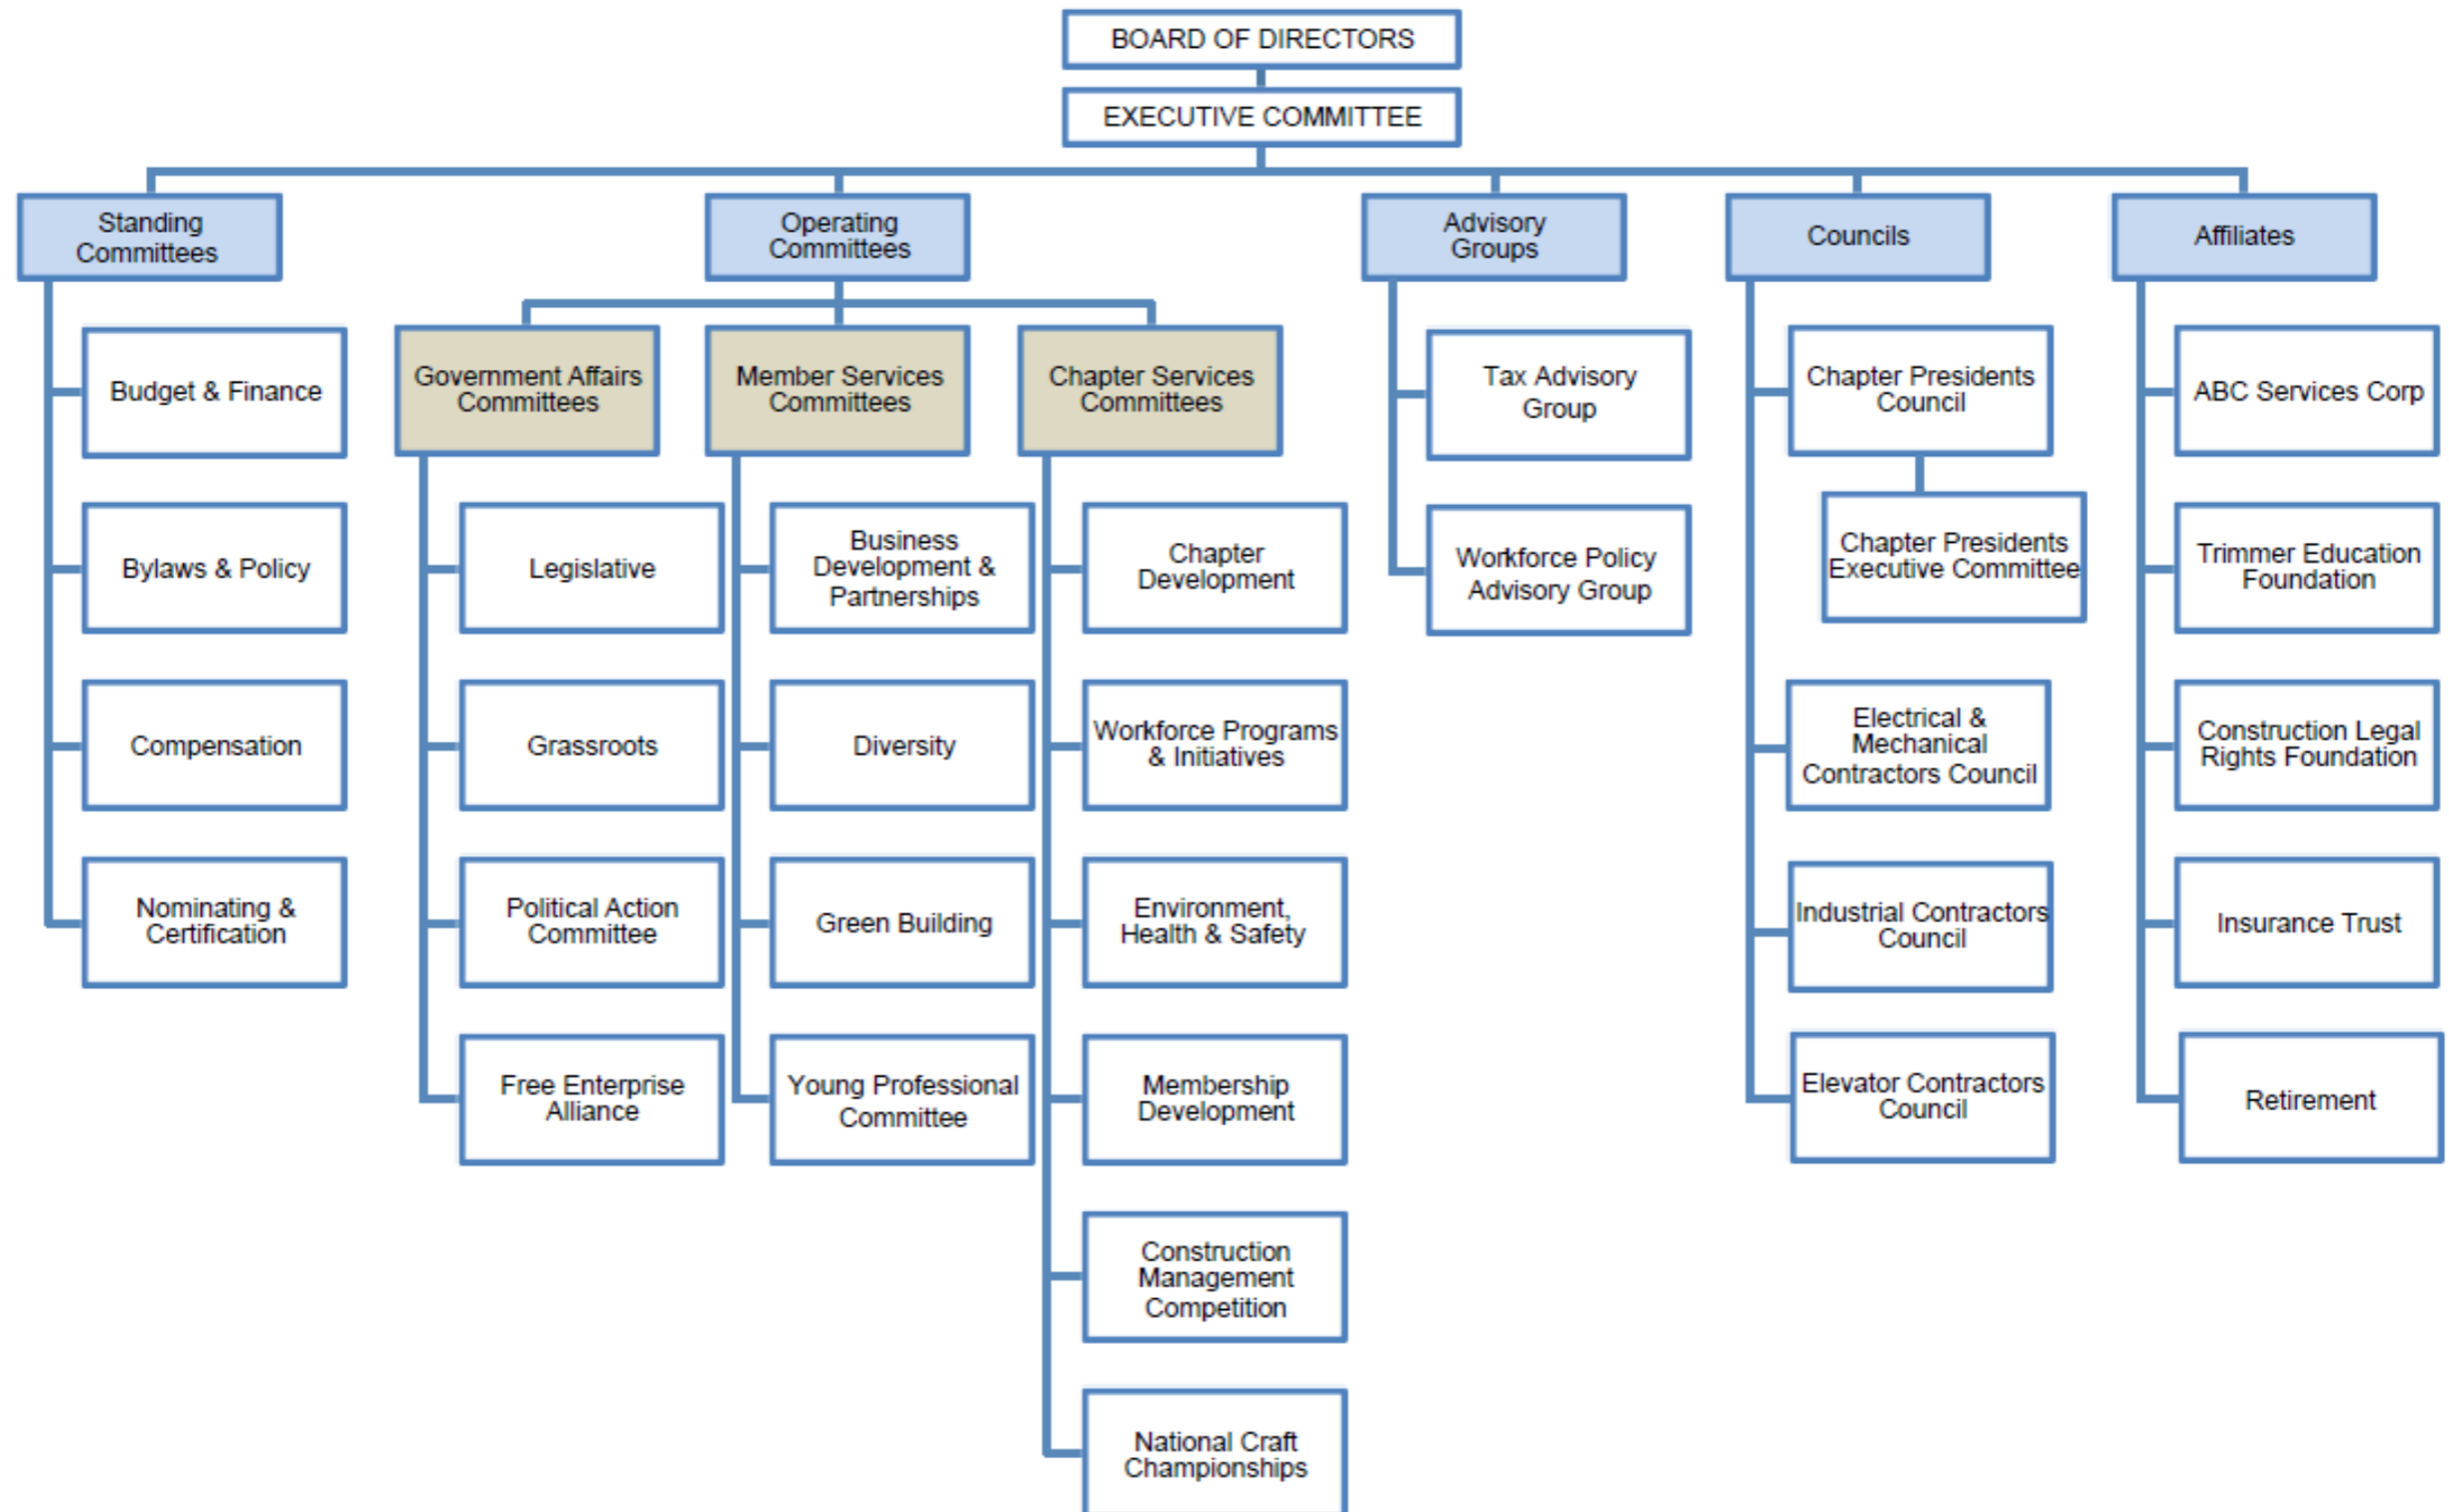 BOARD OF DIRECTORS
EXECUTIVE COMMITTEE
Standing
Committees
Operating
Committees
Advisory
Groups
Councils
Affiliates
Budget & Finance
Bylaws & Policy
Compensation
Nominating &
Certification
Government Affairs
Committees
Legislative
Grassroots
Political Action
Committee
Free Enterprise
Alliance
Member Services
Committees
Business
Development &
Partnerships
Diversity
Green Building
Young Professional
Committee
Chapter Services
Committees
Chapter
Development
Workforce Programs
& Initiatives
Environment,
Health & Safety
Membership
Development
Construction
Management
Competition
National Craft
Championships
Tax Advisory
Group
Workforce Policy
Advisory Group
Chapter Presidents
Council
Chapter Presidents
Executive Committee
Electrical &
Mechanical
Contractors Council
Industrial Contractors
Council
Elevator Contractors
Council
ABC Services Corp
Trimmer Education
Foundation
Construction Legal
Rights Foundation
Insurance Trust
Retirement